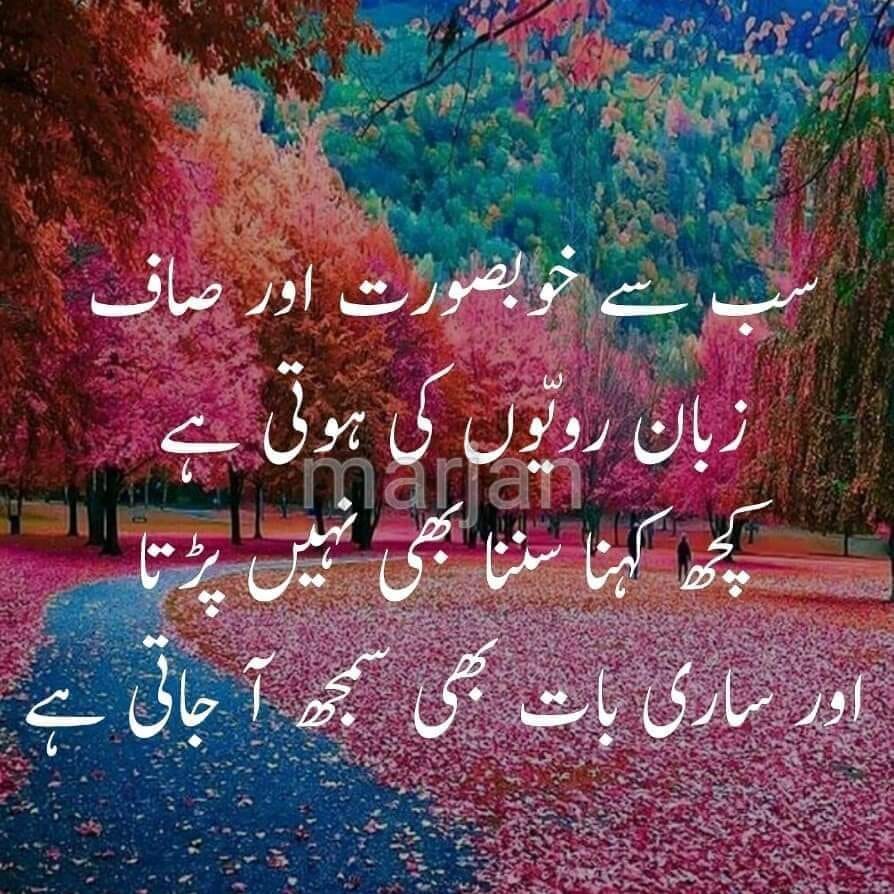 سب سے خوبصورت اور صاف
زبان رویّوں کی ہوتی ہے
marjan
کچھ کہنا سننا بھی نہیں پڑتا
اور ساری بات بھی سمجھ آ جاتی ہے